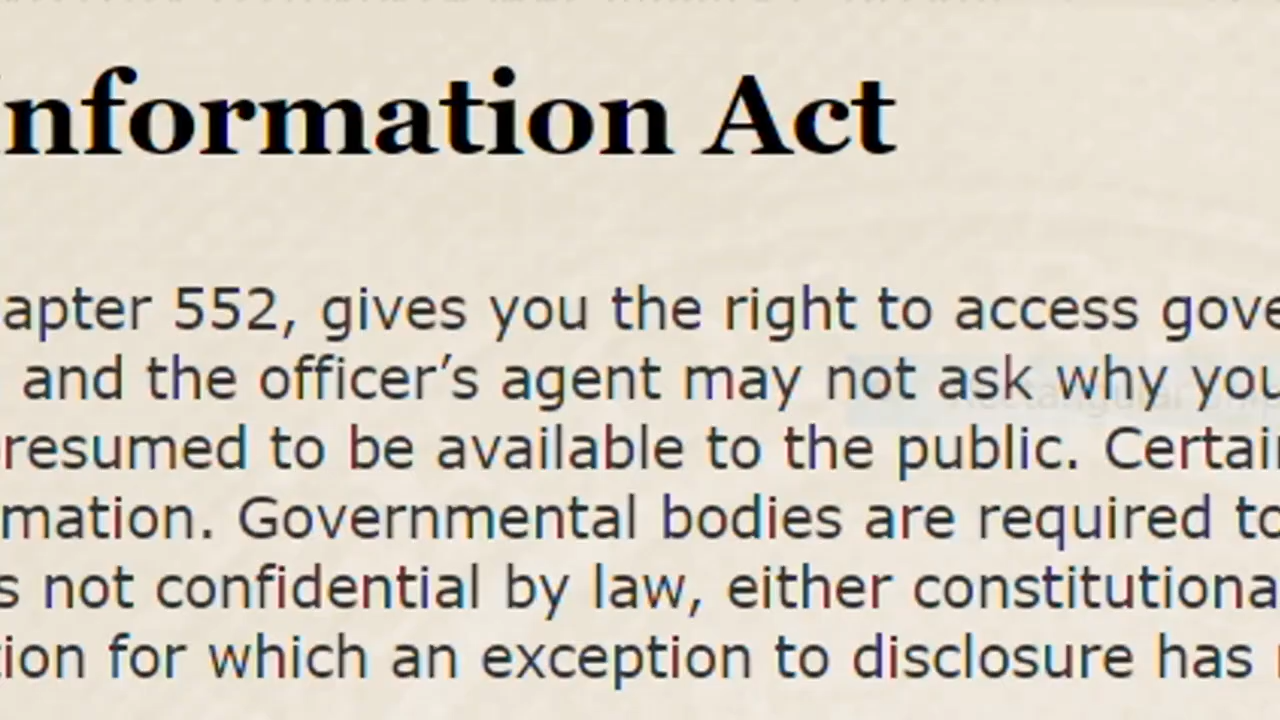 nformation Act
apter 552, gives you the right to access gove
and the officer’s agent may not ask why you
resumed to be available to the public. Certain
mation. Governmental bodies are required to
s not confidential by law, either constitutiona
tion for which an exception to disclosure has